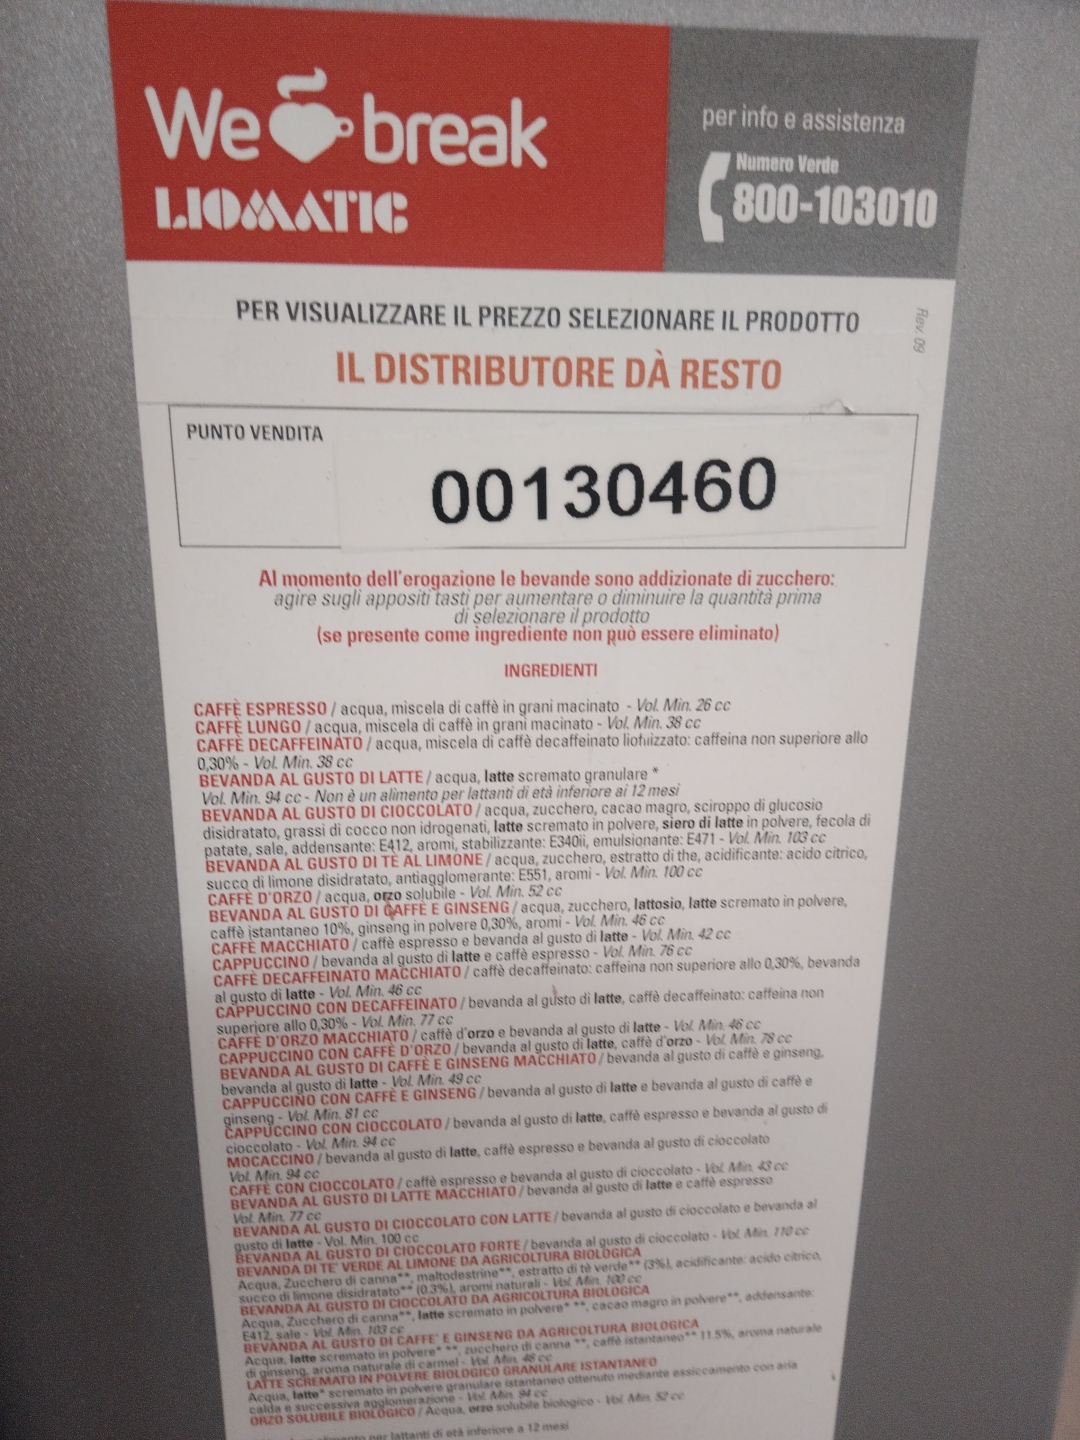 We break
LIOMATIC
per info e assistenza
Numero Verde
800-103010
PER VISUALIZZARE IL PREZZO SELEZIONARE IL PRODOTTO
Rev. 09
IL DISTRIBUTORE DÀ RESTO
PUNTO VENDITA
00130460
Al momento dell'erogazione le bevande sono addizionate di zucchero:
agire sugli appositi tasti per aumentare o diminuire la quantità prima
di selezionare il prodotto
(se presente come ingrediente non può essere eliminato)
INGREDIENTI
CAFFÈ ESPRESSO / acqua, miscela di caffè in grani macinato - Vol. Min. 26 cc
CAFFÈ LUNGO / acqua, miscela di caffè in grani macinato - Vol. Min. 38 cc
CAFFÈ DECAFFEINATO / acqua, miscela di caffè decaffeinato liofilizzato: caffeina non superiore allo
0,30% - Vol. Min. 38 cc
BEVANDA AL GUSTO DI LATTE / acqua, latte scremato granulare *
Vol. Min. 94 cc - Non è un alimento per lattanti di età inferiore ai 12 mesi
BEVANDA AL GUSTO DI CIOCCOLATO / acqua, zucchero, cacao magro, sciroppo di glucosio
disidratato, grassi di cocco non idrogenati, latte scremato in polvere, siero di latte in polvere, fecola di
patate, sale, addensante: E412, aromi, stabilizzante: E340ii, emulsionante: E471 - Vol. Min. 103 cc
BEVANDA AL GUSTO DI TÈ AL LIMONE / acqua, zucchero, estratto di the, acidificante: acido citrico,
succo di limone disidratato, antiagglomerante: E551, aromi - Vol. Min. 100 cc
CAFFÈ D'ORZO / acqua, orzo solubile - Vol. Min. 52 cc
BEVANDA AL GUSTO DI CAFFÈ E GINSENG / acqua, zucchero, lattosio, latte scremato in polvere,
caffè istantaneo 10%, ginseng in polvere 0,30%, aromi - Vol. Min. 46 cc
CAFFÈ MACCHIATO / caffè espresso e bevanda al gusto di latte - Vol. Min. 42 cc
CAPPUCCINO / bevanda al gusto di latte e caffè espresso - Vol. Min. 76 cc
CAFFÈ DECAFFEINATO MACCHIATO / caffè decaffeinato: caffeina non superiore allo 0,30%, bevanda
al gusto di latte - Vol. Min. 46 cc
CAPPUCCINO CON DECAFFEINATO / bevanda al gusto di latte, caffè decaffeinato: caffeina non
superiore allo 0,30% - Vol. Min. 77 cc
CAFFÈ D'ORZO MACCHIATO / caffè d'orzo e bevanda al gusto di latte - Vol. Min. 46 cc
CAPPUCCINO CON CAFFÈ D'ORZO / bevanda al gusto di latte, caffè d'orzo - Vol. Min. 78 cc
BEVANDA AL GUSTO DI CAFFÈ E GINSENG MACCHIATO / bevanda al gusto di caffè e ginseng,
bevanda al gusto di latte - Vol. Min. 49 cc
CAPPUCCINO CON CAFFÈ E GINSENG / bevanda al gusto di latte e bevanda al gusto di caffè e
ginseng - Vol. Min. 81 cc
CAPPUCCINO CON CIOCCOLATO / bevanda al gusto di latte, caffè espresso e bevanda al gusto di
cioccolato - Vol. Min. 94 cc
MOCACCINO / bevanda al gusto di latte, caffè espresso e bevanda al gusto di cioccolato
Vol. Min. 94 cc
CAFFÈ CON CIOCCOLATO / caffè espresso e bevanda al gusto di cioccolato - Vol. Min. 43 cc
BEVANDA AL GUSTO DI LATTE MACCHIATO / bevanda al gusto di latte e caffè espresso
Vol. Min. 77 cc
BEVANDA AL GUSTO DI CIOCCOLATO CON LATTE / bevanda al gusto di cioccolato e bevanda al
gusto di latte - Vol. Min. 100 cc
BEVANDA AL GUSTO DI CIOCCOLATO FORTE / bevanda al gusto di cioccolato - Vol. Min. 110 cc
BEVANDA DI TE' VERDE AL LIMONE DA AGRICOLTURA BIOLOGICA
Acqua, Zucchero di canna**, maltodestrine**, estratto di tè verde** (3%), acidificante: acido citrico,
succo di limone disidratato** (0.3%), aromi naturali - Vol. Min. 100 cc
BEVANDA AL GUSTO DI CIOCCOLATO DA AGRICOLTURA BIOLOGICA
Acqua, Zucchero di canna**, latte scremato in polvere* **, cacao magro in polvere**, addensante:
E412, sale - Vol. Min. 103 cc
BEVANDA AL GUSTO DI CAFFE' E GINSENG DA AGRICOLTURA BIOLOGICA
Acqua, latte scremato in polvere* **, zucchero di canna **, caffè istantaneo** 11.5%, aroma naturale
di ginseng, aroma naturale di carmel - Vol. Min. 46 cc
LATTE SCREMATO IN POLVERE BIOLOGICO GRANULARE ISTANTANEO
Acqua, latte* scremato in polvere granulare istantaneo ottenuto mediante essiccamento con aria
calda e successiva agglomerazione - Vol. Min. 94 cc
ORZO SOLUBILE BIOLOGICO / Acqua, orzo solubile biologico - Vol. Min. 52 cc
alimento per lattanti di età inferiore a 12 mesi